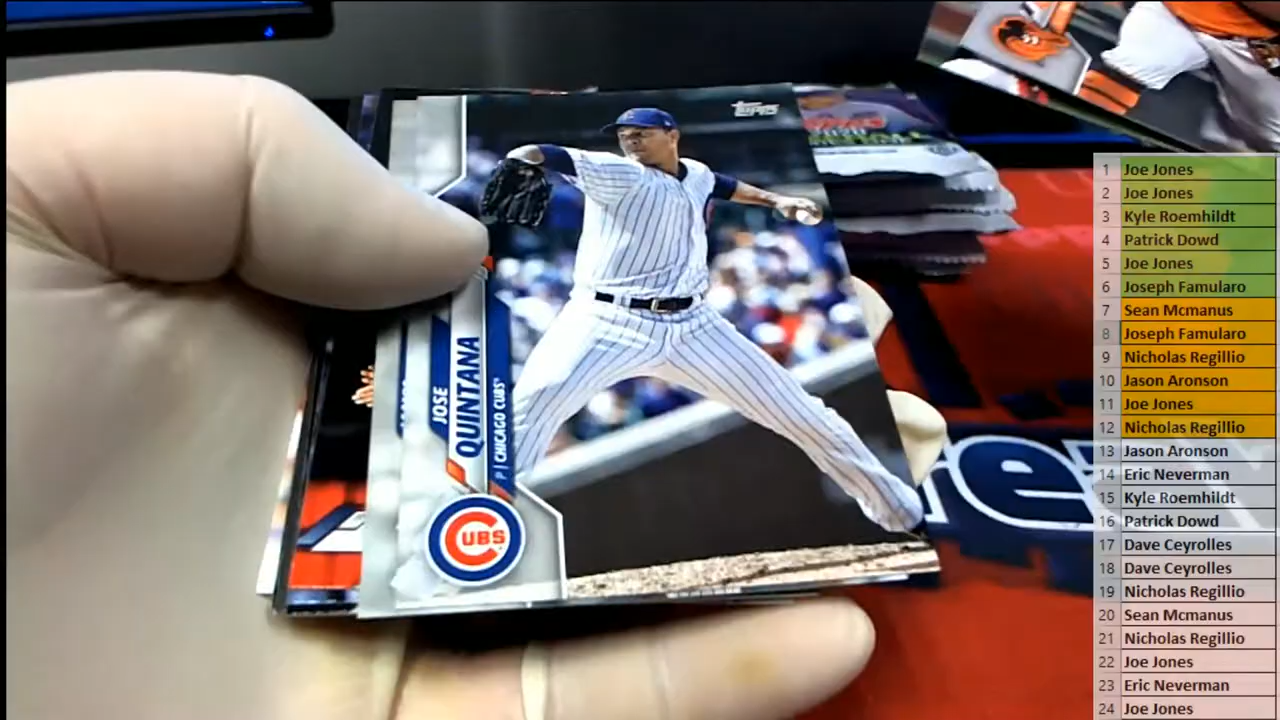 TOPPS
JOSE
QUINTANA
P | CHICAGO CUBS®
CUBS
2020
1 Joe Jones
2 Joe Jones
3 Kyle Roemhildt
4 Patrick Dowd
5 Joe Jones
6 Joseph Famularo
7 Sean Mcmanus
8 Joseph Famularo
9 Nicholas Regillio
10 Jason Aronson
11 Joe Jones
12 Nicholas Regillio
13 Jason Aronson
14 Eric Neverman
15 Kyle Roemhildt
16 Patrick Dowd
17 Dave Ceyrolles
18 Dave Ceyrolles
19 Nicholas Regillio
20 Sean Mcmanus
21 Nicholas Regillio
22 Joe Jones
23 Eric Neverman
24 Joe Jones